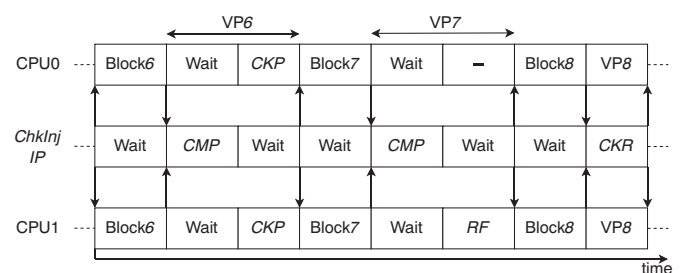 VP6 VP7
CPU0 Block6 Wait CKP Block7 Wait – Block8 VP8
ChkInj IP Wait CMP Wait Wait CMP Wait Wait CKR
CPU1 Block6 Wait CKP Block7 Wait RF Block8 VP8
time